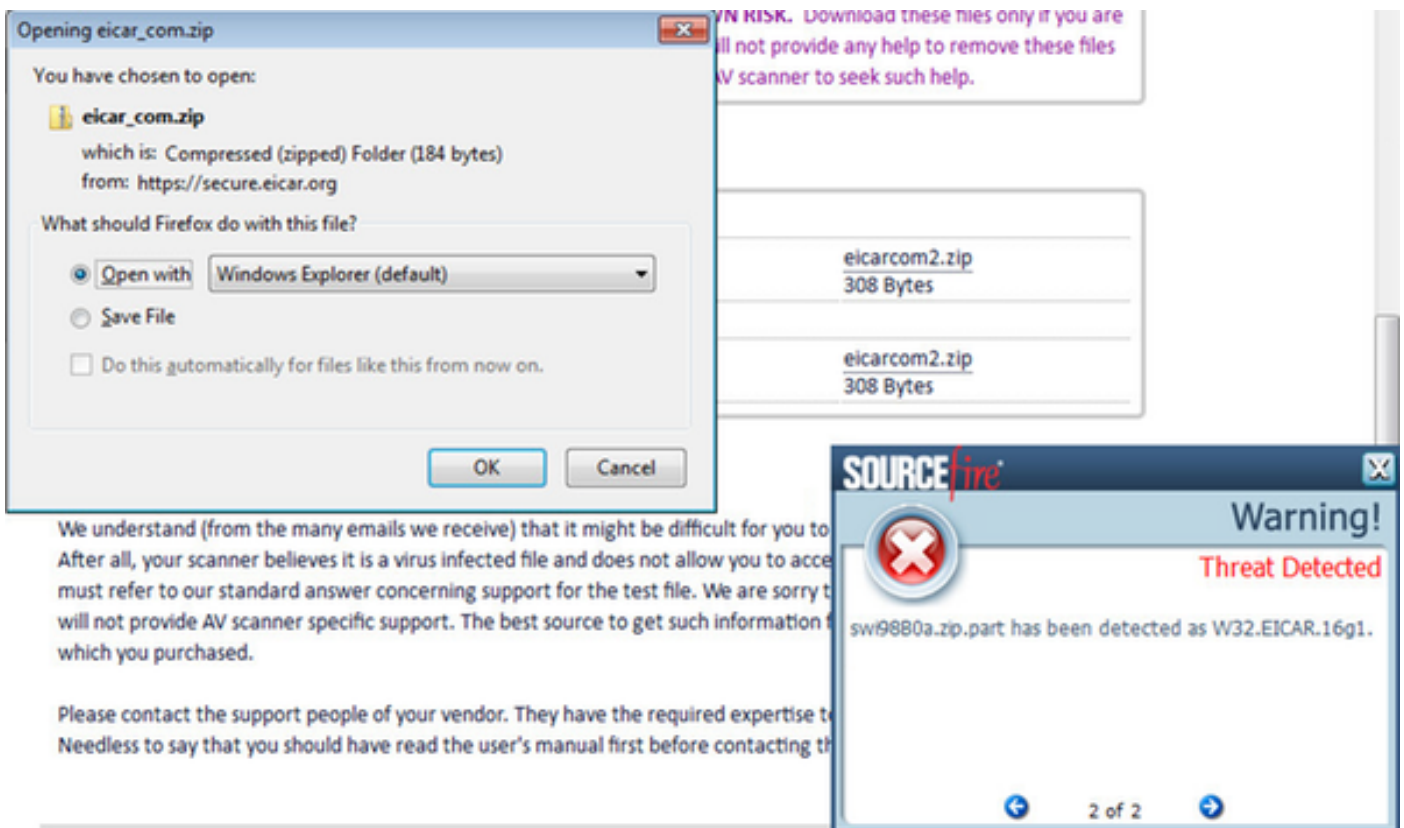 Opening eicar_com.zip
You have chosen to open:
eicar_com.zip
which is: Compressed (zipped) Folder (184 bytes)
from: https://secure.eicar.org
What should Firefox do with this file?
Open with Windows Explorer (default)
Save File
Do this automatically for files like this from now on.
OK Cancel
WN RISK. Download these files only if you are
ll not provide any help to remove these files
AV scanner to seek such help.
eicarcom2.zip
308 Bytes
eicarcom2.zip
308 Bytes
We understand (from the many emails we receive) that it might be difficult for you to
After all, your scanner believes it is a virus infected file and does not allow you to acce
must refer to our standard answer concerning support for the test file. We are sorry t
will not provide AV scanner specific support. The best source to get such information f
which you purchased.
Please contact the support people of your vendor. They have the required expertise t
Needless to say that you should have read the user's manual first before contacting th
SOURCEfire
Warning!
Threat Detected
swi9880a.zip.part has been detected as W32.EICAR.16g1.
2 of 2